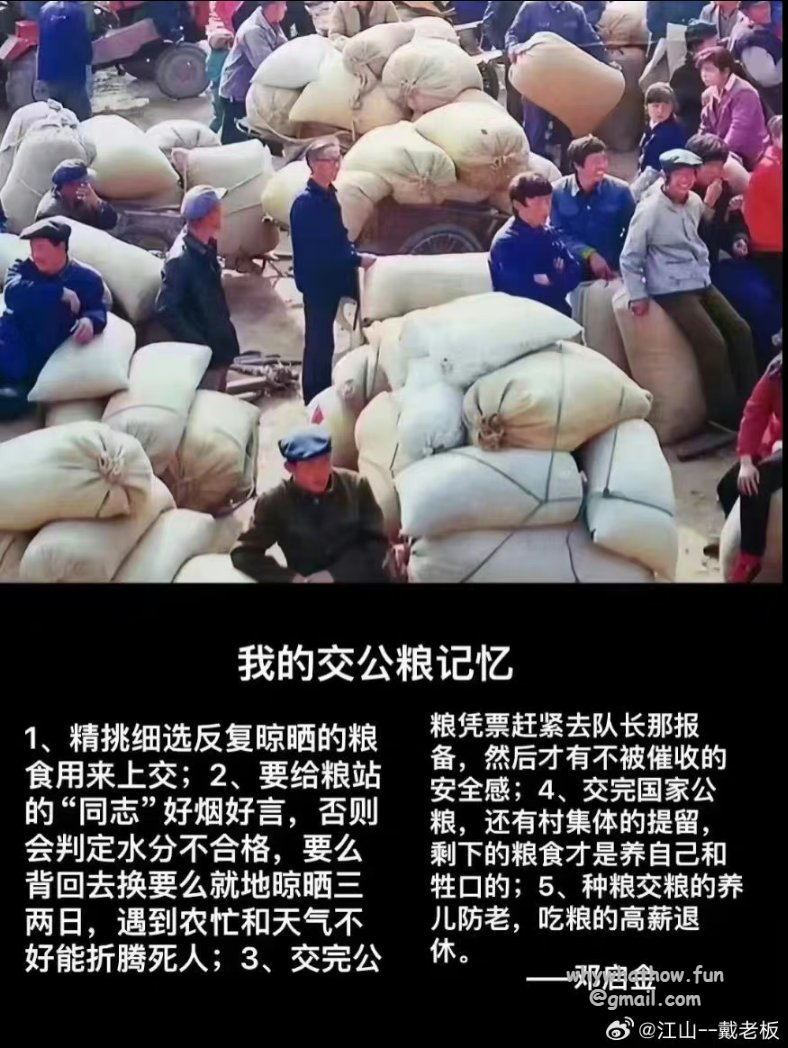 我的交公粮记忆
1、精挑细选反复晾晒的粮
食用来上交；2、要给粮站
的“同志”好烟好言，否则
会判定水分不合格，要么
背回去换要么就地晾晒三
两日，遇到农忙和天气不
好能折腾死人；3、交完公
粮凭票赶紧去队长那报
备，然后才有不被催收的
安全感；4、交完国家公
粮，还有村集体的提留，
剩下的粮食才是养自己和
牲口的；5、种粮交粮的养
儿防老，吃粮的高薪退
休。
——邓启金
whywhathow.fun
@gmail.com
@江山--戴老板